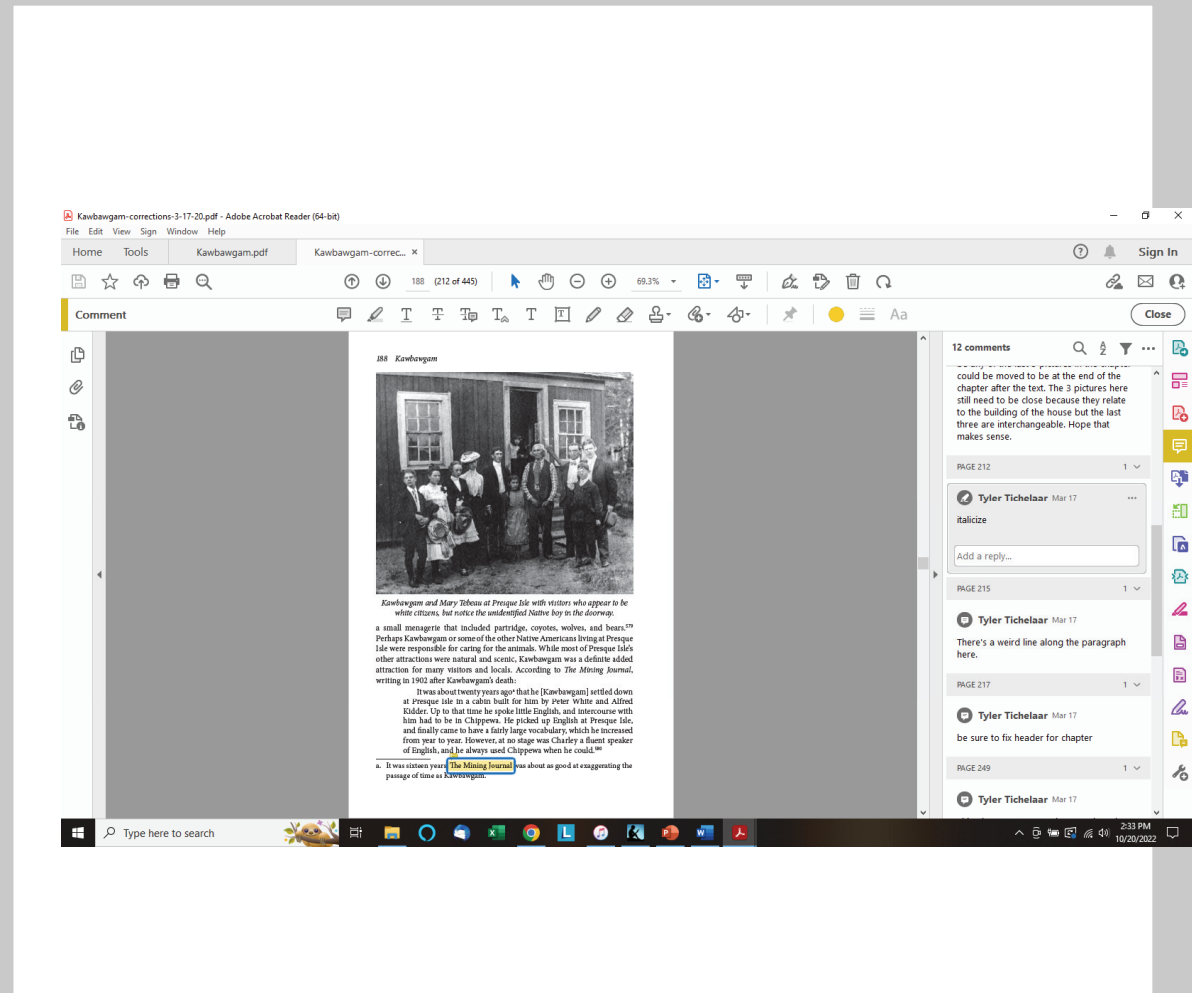 Kawbawgam-corrections-3-17-20.pdf - Adobe Acrobat Reader (64-bit)
File Edit View Sign Window Help
Home Tools Kawbawgam.pdf Kawbawgam-correc... × Sign In
188 (212 of 445) 69.3%
Comment Close
188 Kawbawgam
Kawbawgam and Mary Tebeau at Presque Isle with visitors who appear to be
white citizens, but notice the unidentified Native boy in the doorway.
a small menagerie that included partridge, coyotes, wolves, and bears.579
Perhaps Kawbawgam or some of the other Native Americans living at Presque
Isle were responsible for caring for the animals. While most of Presque Isle's
other attractions were natural and scenic, Kawbawgam was a definite added
attraction for many visitors and locals. According to The Mining Journal,
writing in 1902 after Kawbawgam's death:
It was about twenty years agoa that he [Kawbawgam] settled down
at Presque Isle in a cabin built for him by Peter White and Alfred
Kidder. Up to that time he spoke little English, and intercourse with
him had to be in Chippewa. He picked up English at Presque Isle,
and finally came to have a fairly large vocabulary, which he increased
from year to year. However, at no stage was Charley a fluent speaker
of English, and he always used Chippewa when he could.580
a. It was sixteen years. The Mining Journal was about as good at exaggerating the
passage of time as Kawbawgam.
12 comments
could be moved to be at the end of the
chapter after the text. The 3 pictures here
still need to be close because they relate
to the building of the house but the last
three are interchangeable. Hope that
makes sense.
PAGE 212 1
Tyler Tichelaar Mar 17
italicize
Add a reply...
PAGE 215 1
Tyler Tichelaar Mar 17
There's a weird line along the paragraph
here.
PAGE 217 1
Tyler Tichelaar Mar 17
be sure to fix header for chapter
PAGE 249 1
Tyler Tichelaar Mar 17
Type here to search
2:33 PM
10/20/2022